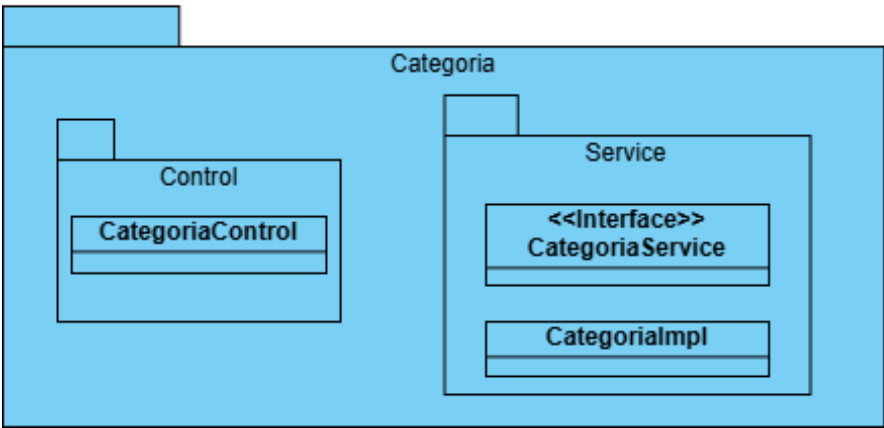 Categoria
Control
CategoriaControl
Service
<<Interface>>
CategoriaService
CategoriaImpl